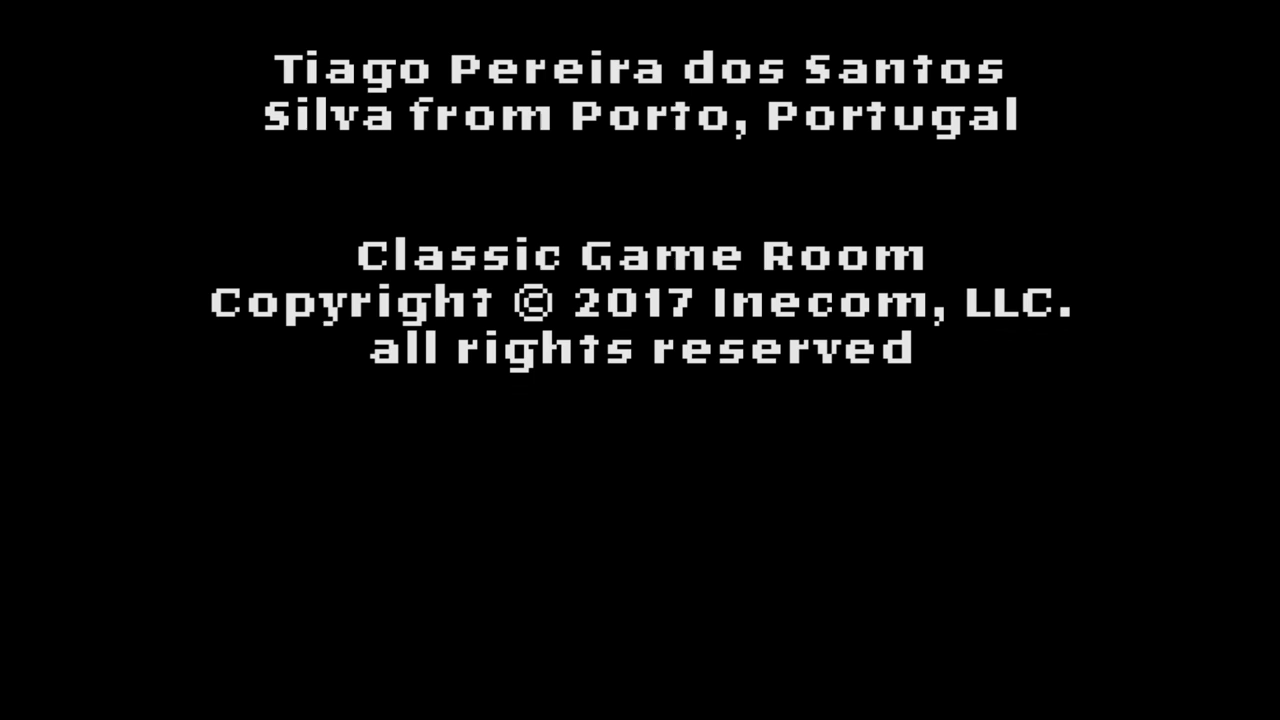 Tiago Pereira dos Santos
Silva from Porto, Portugal
Classic Game Room
Copyright © 2017 Inecom, LLC.
all rights reserved